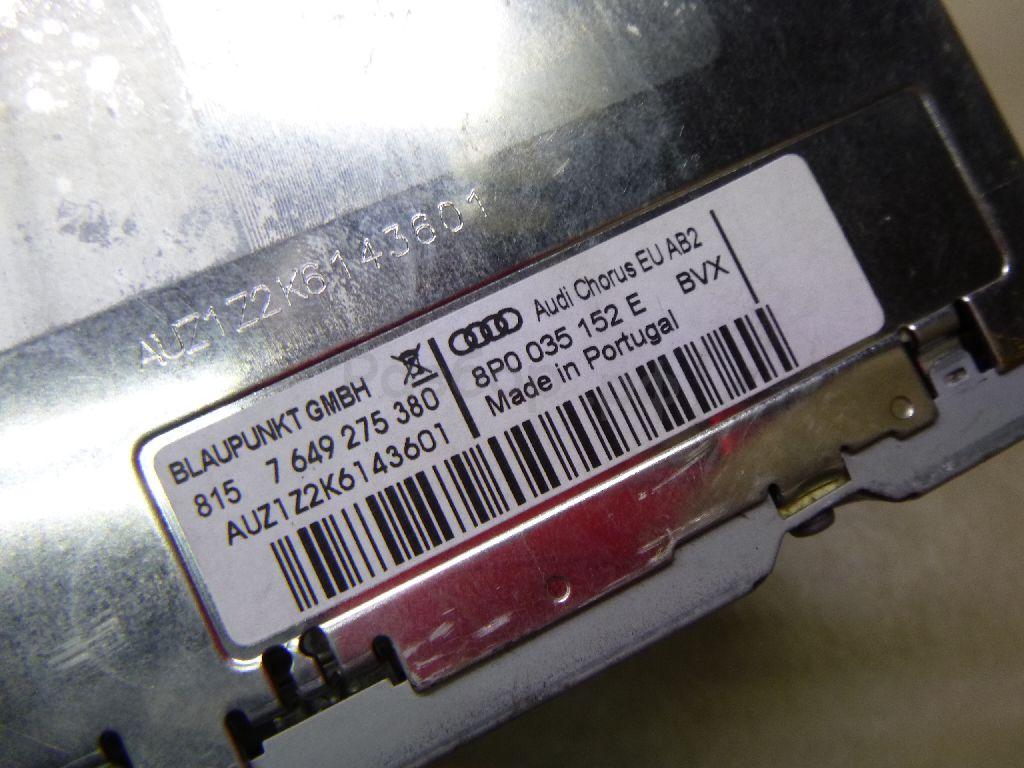 AUZ1Z2K6143601
BLAUPUNKT GMBH
815 7 649 275 380
AUZ1Z2K6143601
Audi Chorus EU AB2
8P0 035 152 E BVX
Made in Portugal